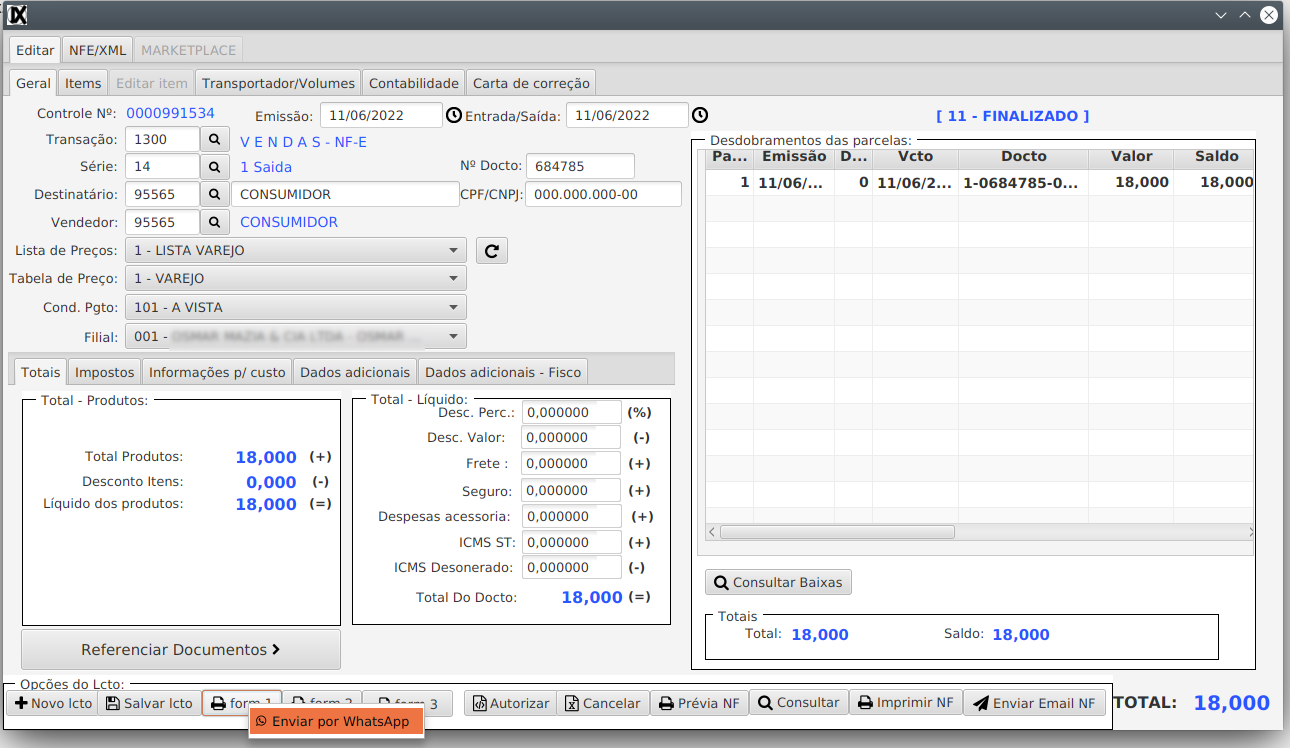 Editar NFE/XML MARKETPLACE
Geral Items Editar item Transportador/Volumes Contabilidade Carta de correção
Controle Nº: 0000991534 Emissão: 11/06/2022 Entrada/Saída: 11/06/2022 [ 11 - FINALIZADO ]
Transação: 1300 V E N D A S - NF-E
Série: 14 1 Saida Nº Docto: 684785
Destinatário: 95565 CONSUMIDOR CPF/CNPJ: 000.000.000-00
Vendedor: 95565 CONSUMIDOR
Lista de Preços: 1 - LISTA VAREJO
Tabela de Preço: 1 - VAREJO
Cond. Pgto: 101 - A VISTA
Filial: 001 -
Desdobramentos das parcelas:
Pa... Emissão D... Vcto Docto Valor Saldo
1 11/06/... 0 11/06/2... 1-0684785-0... 18,000 18,000
Totais Impostos Informações p/ custo Dados adicionais Dados adicionais - Fisco
Total - Produtos:
Total Produtos: 18,000 (+)
Desconto Itens: 0,000 (-)
Líquido dos produtos: 18,000 (=)
Total - Líquido:
Desc. Perc.: 0,000000 (%)
Desc. Valor: 0,000000 (-)
Frete : 0,000000 (+)
Seguro: 0,000000 (+)
Despesas acessoria: 0,000000 (+)
ICMS ST: 0,000000 (+)
ICMS Desonerado: 0,000000 (-)
Total Do Docto: 18,000 (=)
Consultar Baixas
Totais
Total: 18,000 Saldo: 18,000
Referenciar Documentos
Opções do Lcto:
Novo lcto Salvar lcto form 1 form 2 form 3 Autorizar Cancelar Prévia NF Consultar Imprimir NF Enviar Email NF TOTAL: 18,000
Enviar por WhatsApp